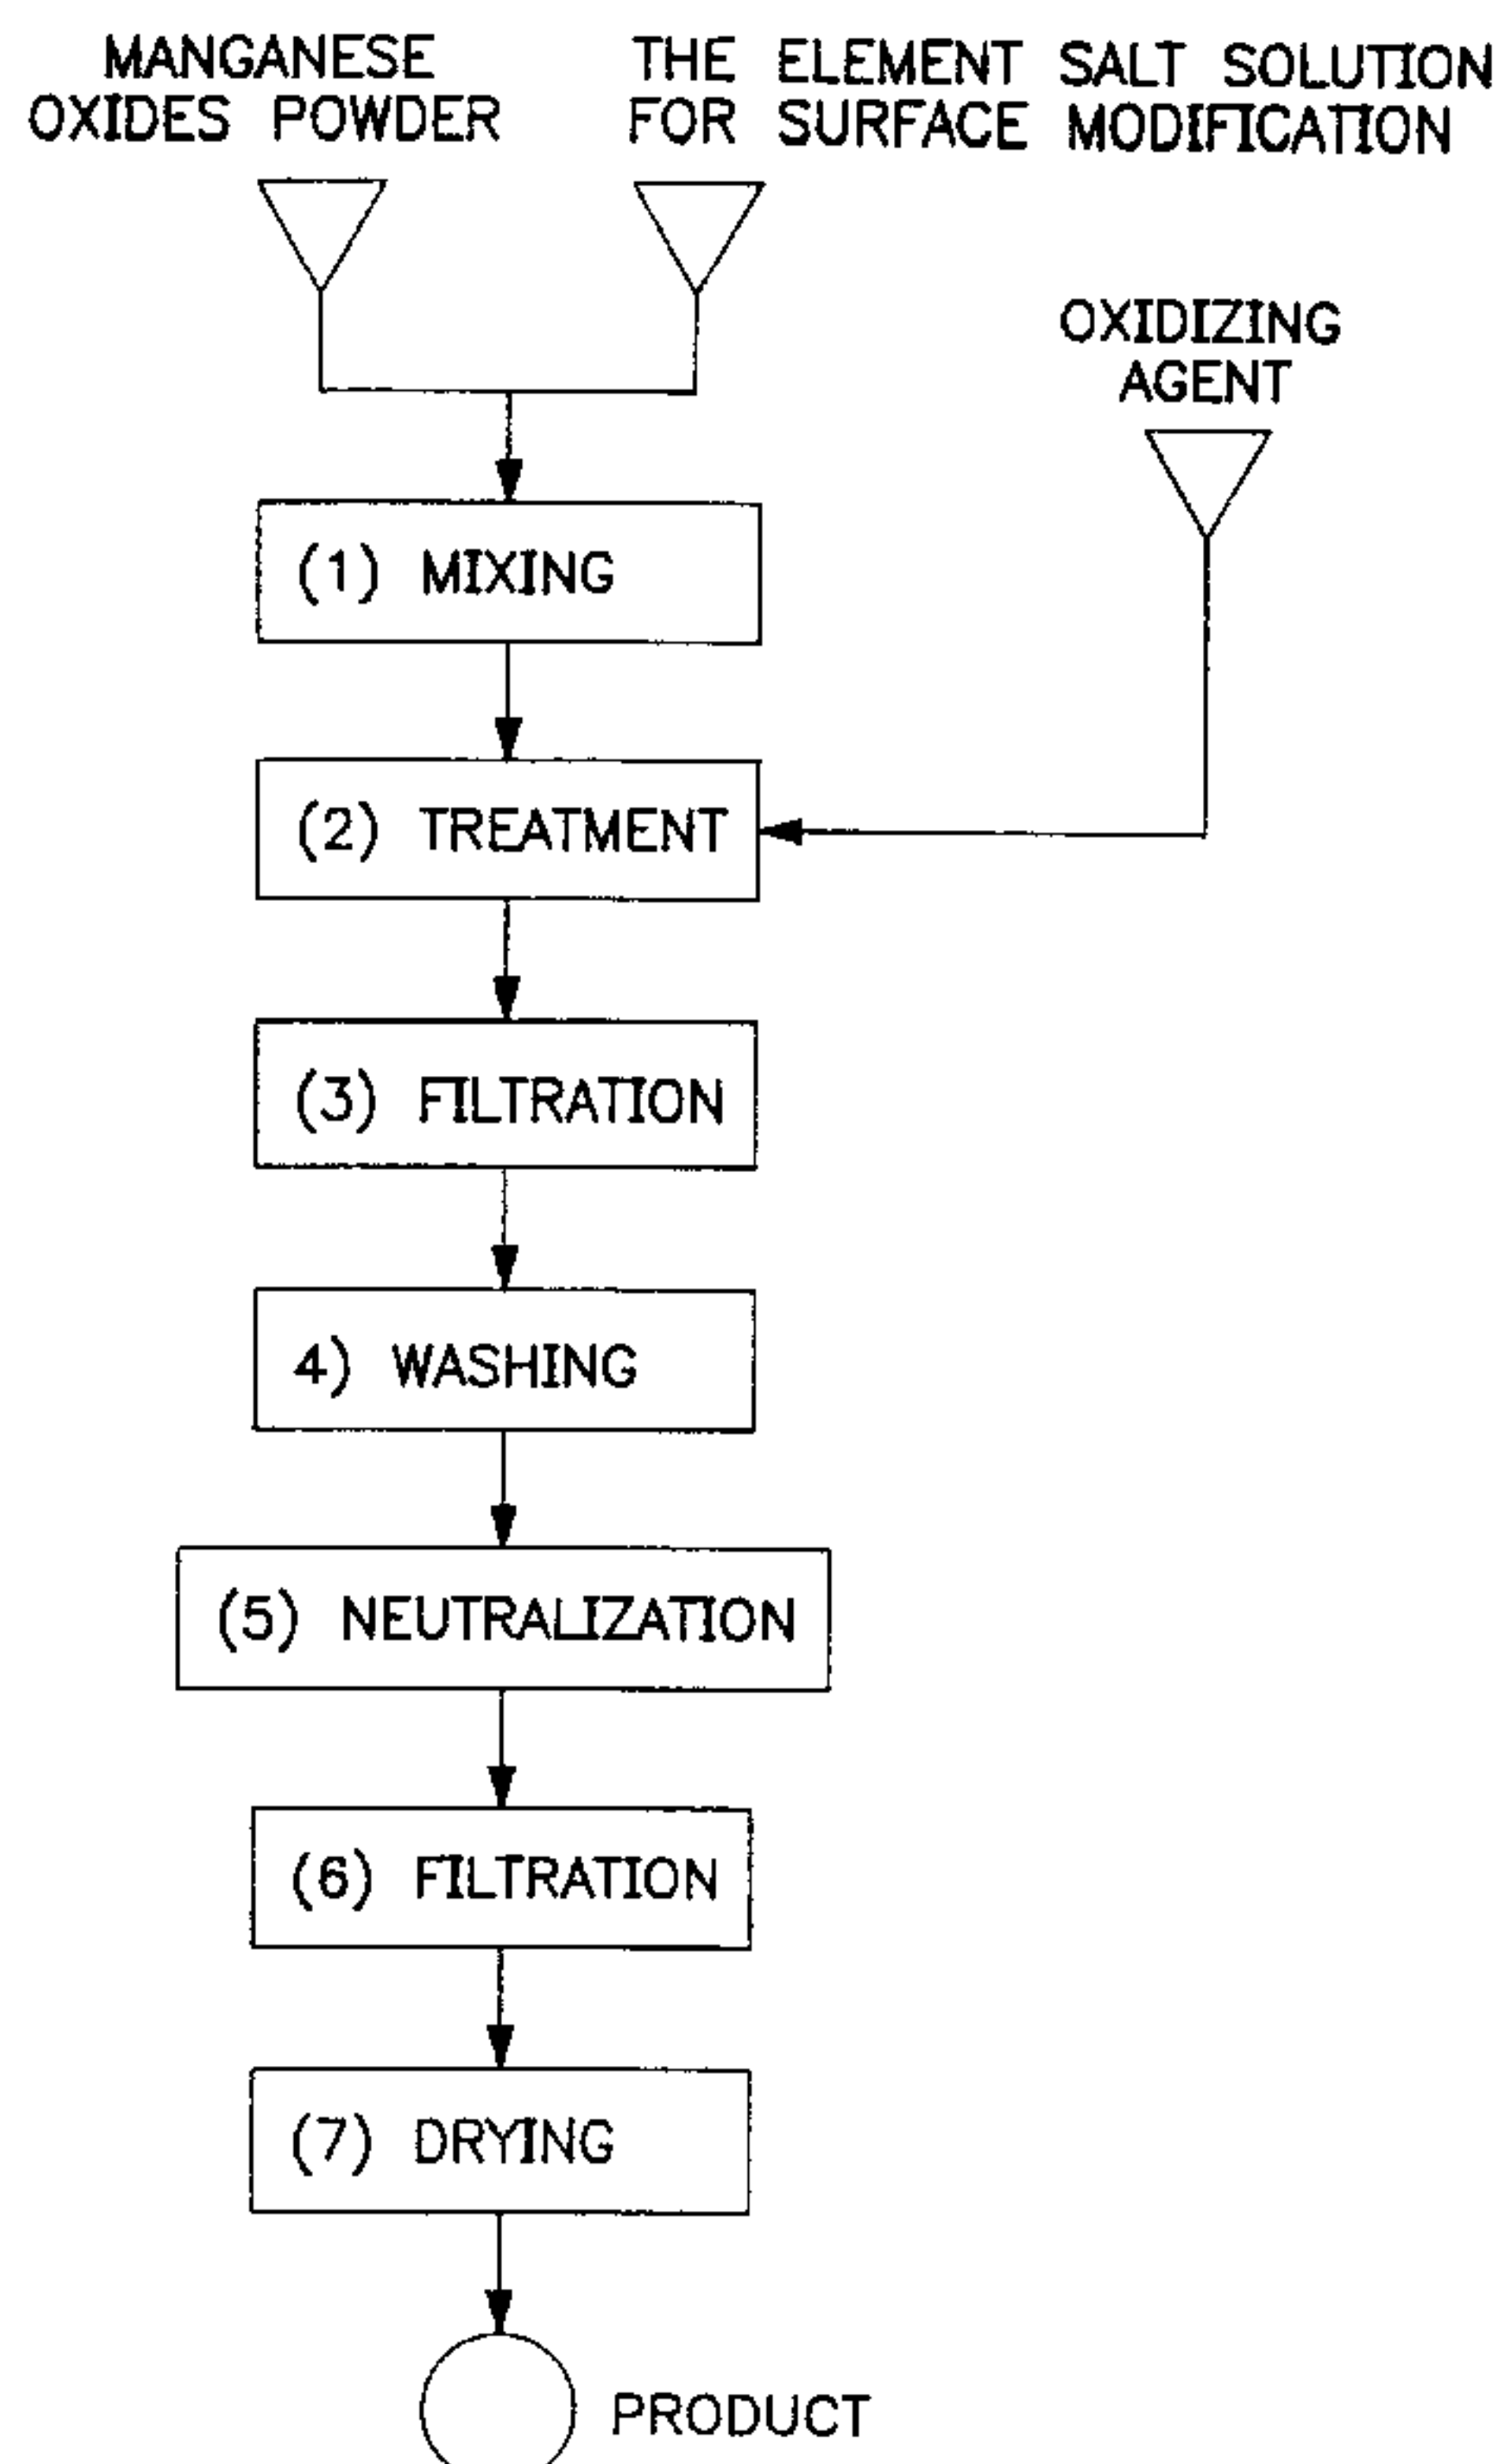 MANGANESE
OXIDES POWDER
THE ELEMENT SALT SOLUTION
FOR SURFACE MODIFICATION
OXIDIZING
AGENT
(1) MIXING
(2) TREATMENT
(3) FILTRATION
4) WASHING
(5) NEUTRALIZATION
(6) FILTRATION
(7) DRYING
PRODUCT